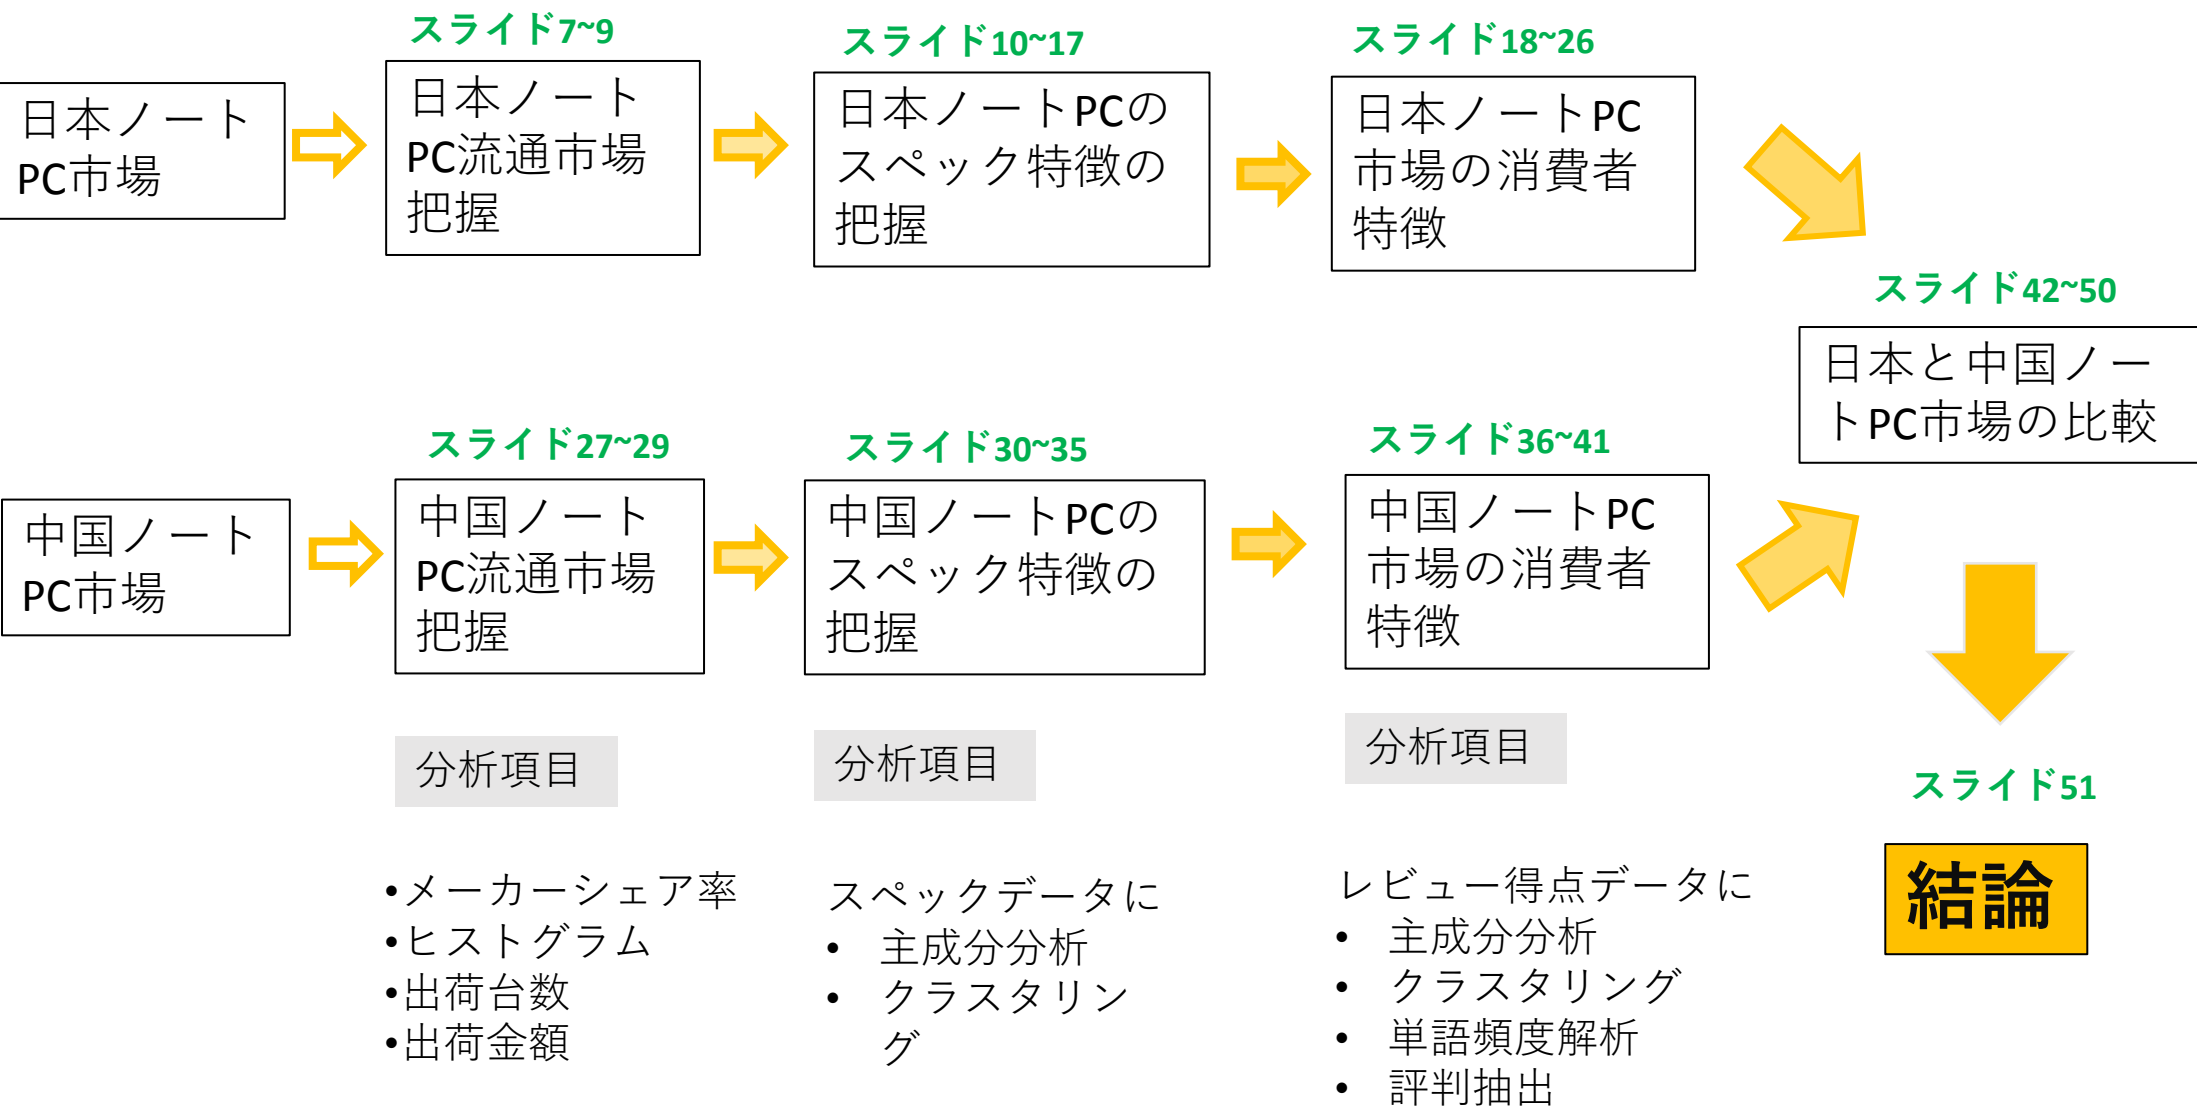 スライド7~9
スライド10~17
スライド18~26
日本ノート
PC市場
日本ノート
PC流通市場
把握
日本ノートPCの
スペック特徴の
把握
日本ノートPC
市場の消費者
特徴
スライド42~50
日本と中国ノー
トPC市場の比較
スライド27~29
スライド30~35
スライド36~41
中国ノート
PC市場
中国ノート
PC流通市場
把握
中国ノートPCの
スペック特徴の
把握
中国ノートPC
市場の消費者
特徴
分析項目
分析項目
分析項目
スライド51
結論
•メーカーシェア率
•ヒストグラム
•出荷台数
•出荷金額
スペックデータに
• 主成分分析
• クラスタリン
グ
レビュー得点データに
• 主成分分析
• クラスタリング
• 単語頻度解析
• 評判抽出